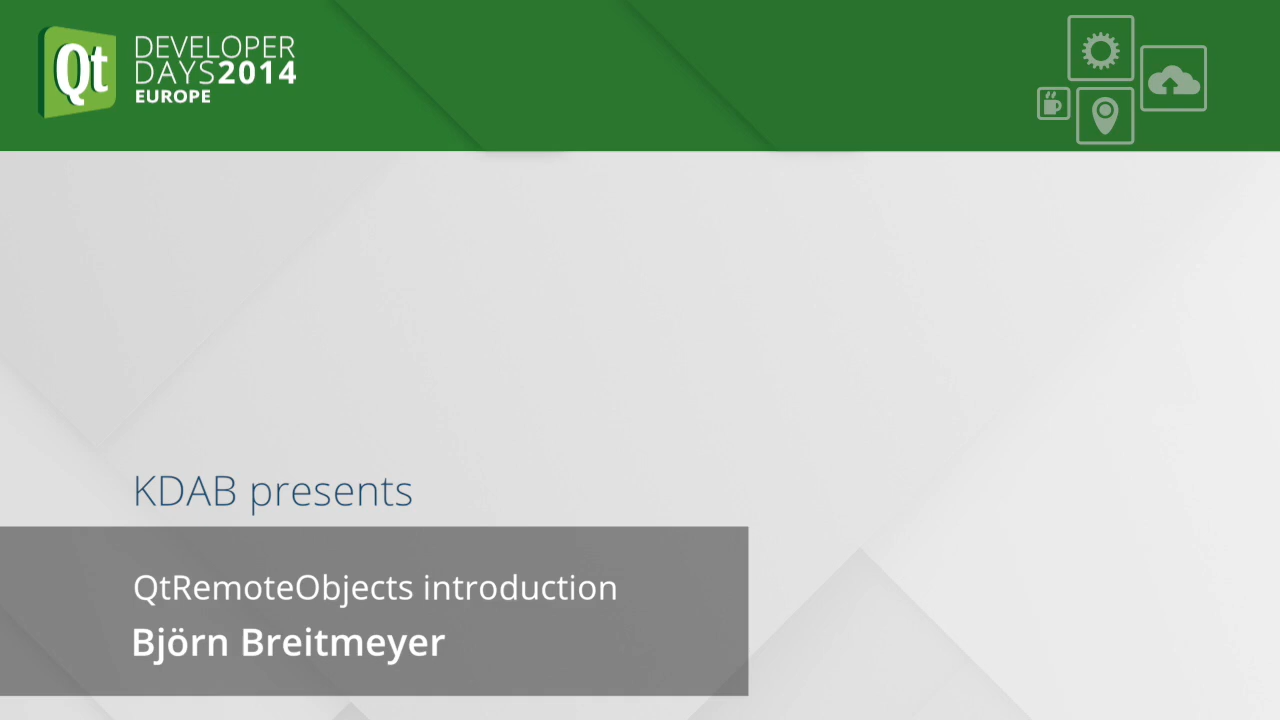 Qt
DEVELOPER
DAYS2014
EUROPE
KDAB presents
QtRemoteObjects introduction
Björn Breitmeyer